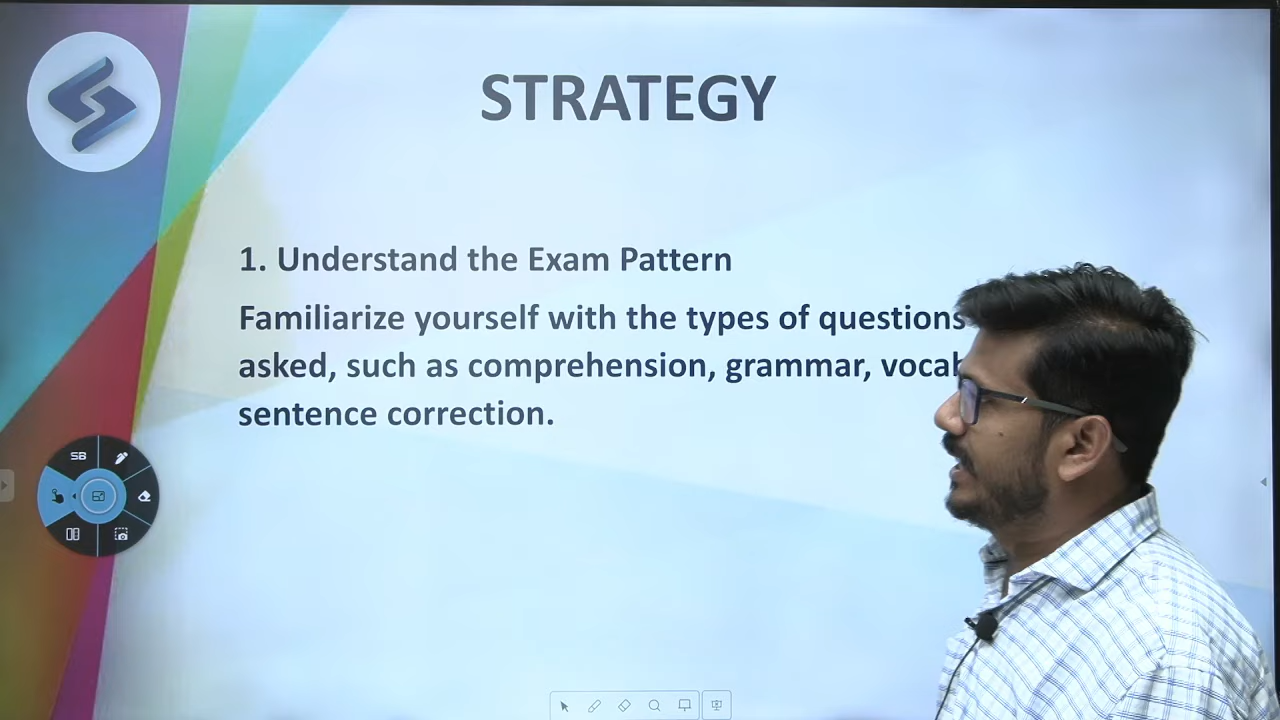 STRATEGY
1. Understand the Exam Pattern
Familiarize yourself with the types of questions
asked, such as comprehension, grammar,
sentence correction.
SB